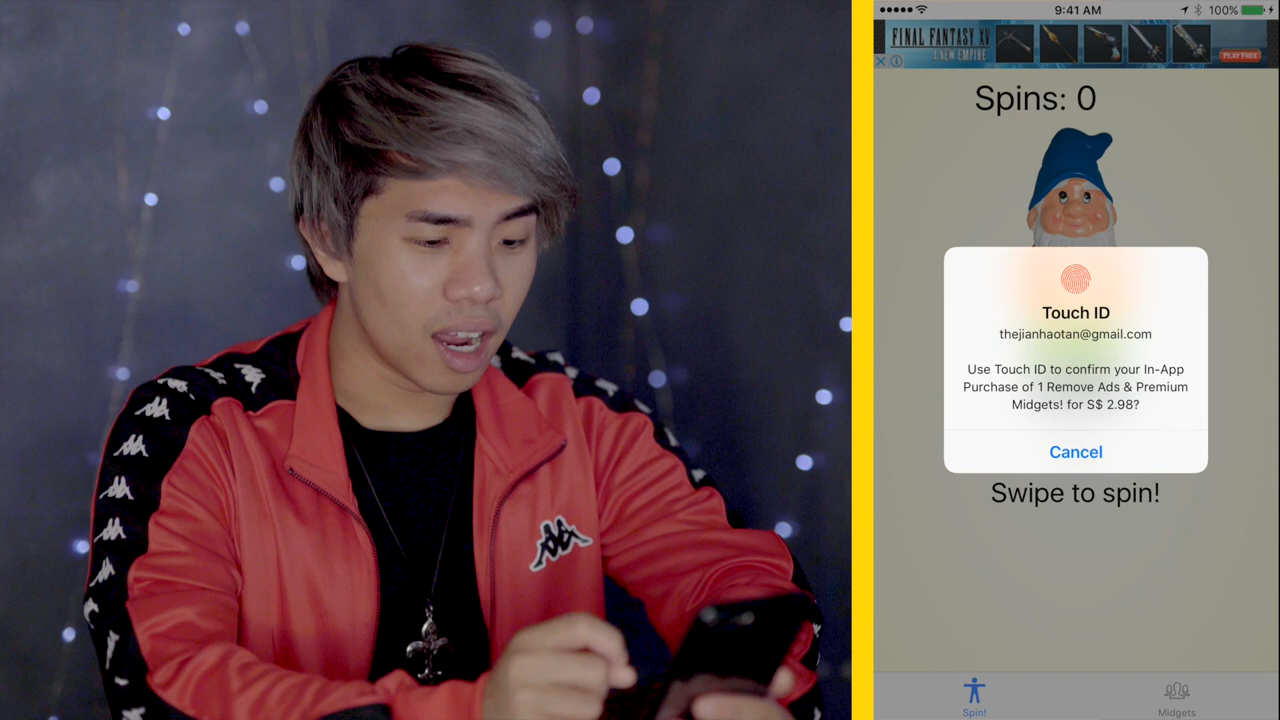 9:41 AM
100%
FINAL FANTASY XV
A NEW EMPIRE
PLAY FREE
Spins: 0
Touch ID
thejianhaotan@gmail.com
Use Touch ID to confirm your In-App
Purchase of 1 Remove Ads & Premium
Midgets! for S$ 2.98?
Cancel
Swipe to spin!
Spin!
Midgets